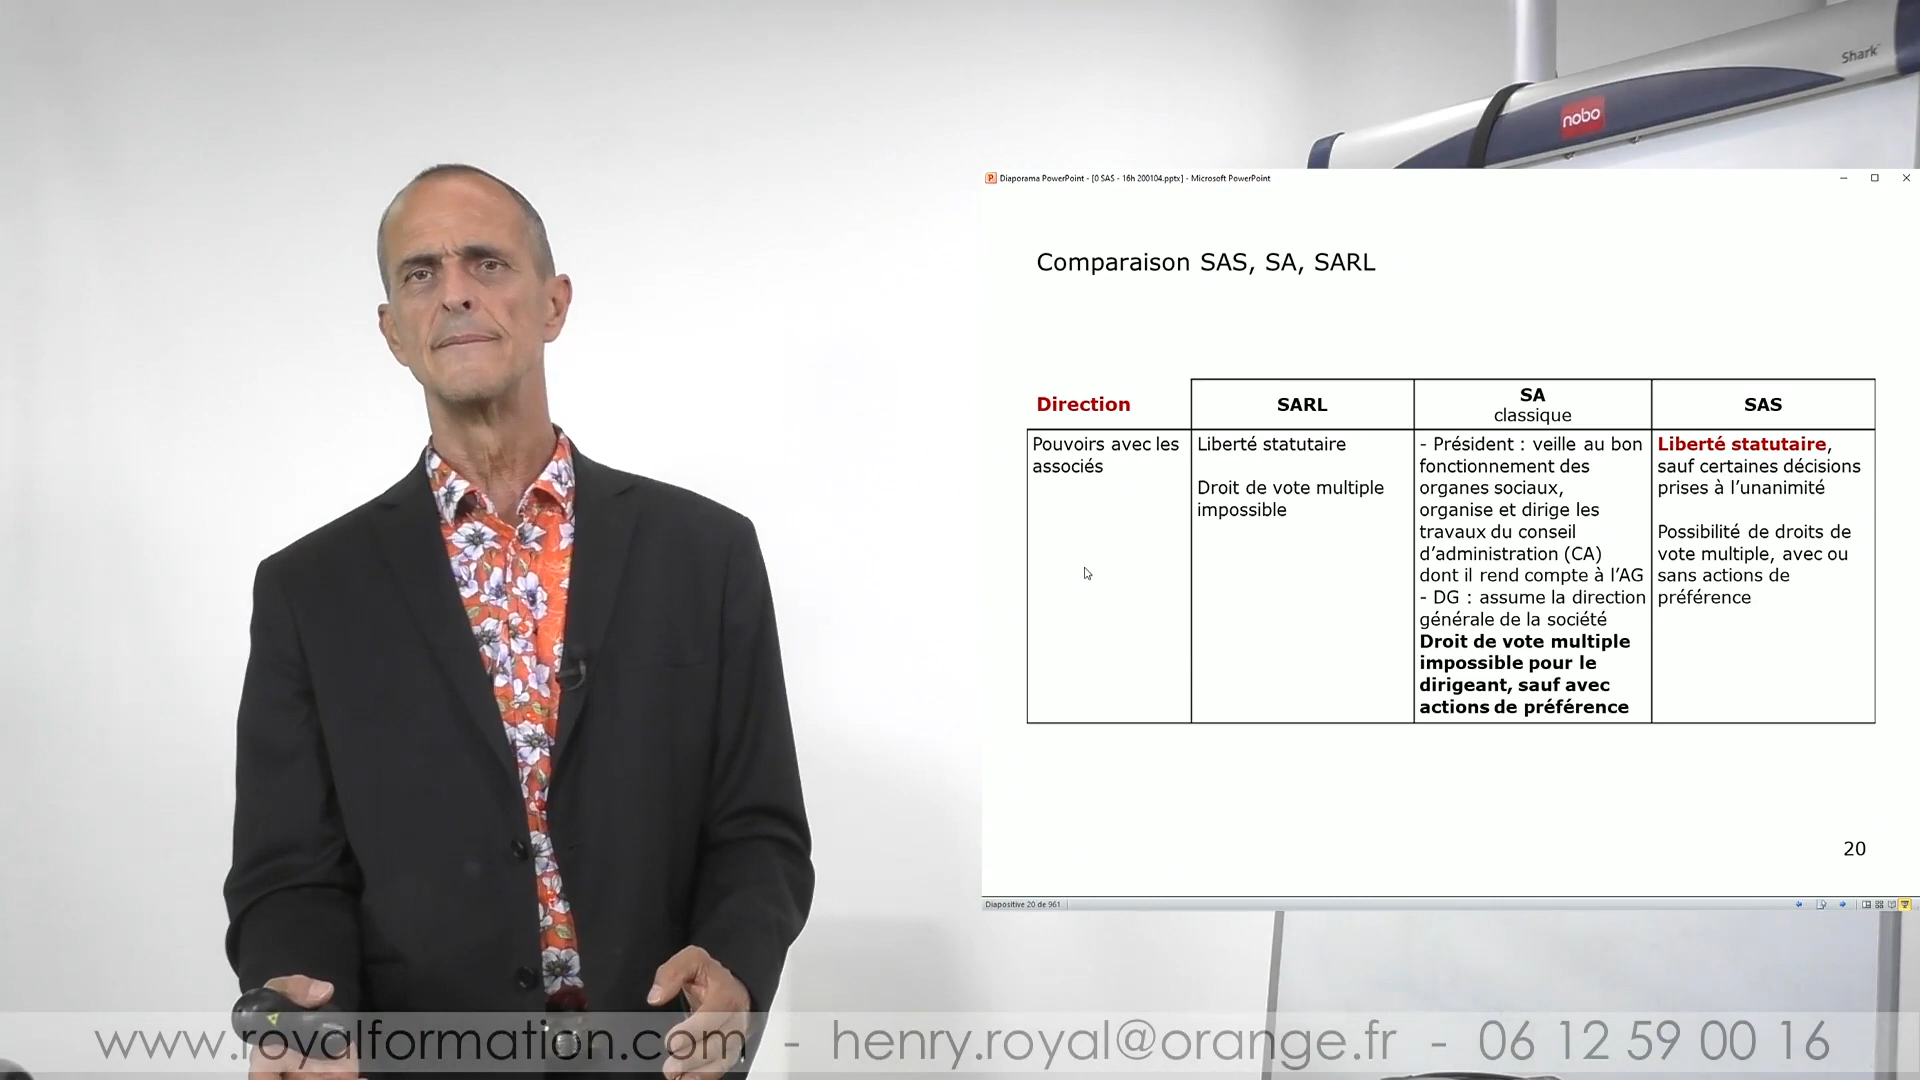 Shark™
nobo
Diaporama PowerPoint - [0 SAS - 16h 200104.pptx] - Microsoft PowerPoint
Comparaison SAS, SA, SARL
Direction
SARL
SA
classique
SAS
Pouvoirs avec les
associés
Liberté statutaire
Droit de vote multiple
impossible
- Président : veille au bon
fonctionnement des
organes sociaux,
organise et dirige les
travaux du conseil
d’administration (CA)
dont il rend compte à l’AG
- DG : assume la direction
générale de la société
Droit de vote multiple
impossible pour le
dirigeant, sauf avec
actions de préférence
Liberté statutaire,
sauf certaines décisions
prises à l’unanimité
Possibilité de droits de
vote multiple, avec ou
sans actions de
préférence
20
Diapositive 20 de 961
www.royalformation.com - henry.royal@orange.fr - 06 12 59 00 16